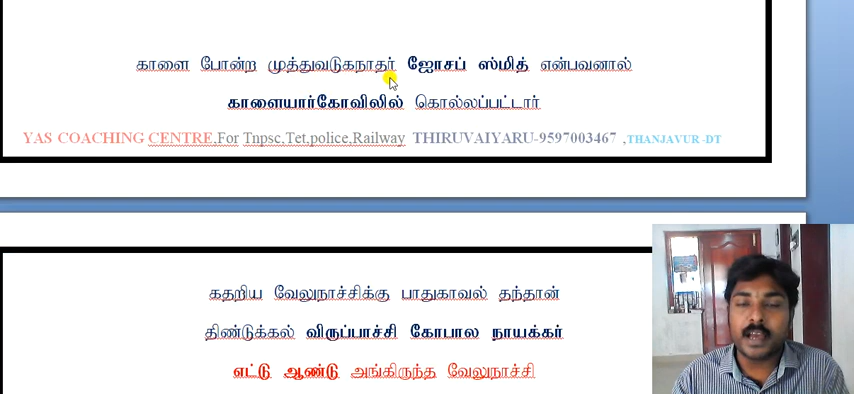 காளை போன்ற முத்துவடுகநாதர் ஜோசப் ஸ்மித் என்பவனால்
காளையார்கோவிலில் கொல்லப்பட்டார்
YAS COACHING CENTRE,For Tnpsc,Tet,police,Railway THIRUVAIYARU-9597003467 ,THANJAVUR-DT
கதறிய வேலுநாச்சிக்கு பாதுகாவல் தந்தான்
திண்டுக்கல் விருப்பாச்சி கோபால நாயக்கர்
எட்டு ஆண்டு அங்கிருந்த வேலுநாச்சி